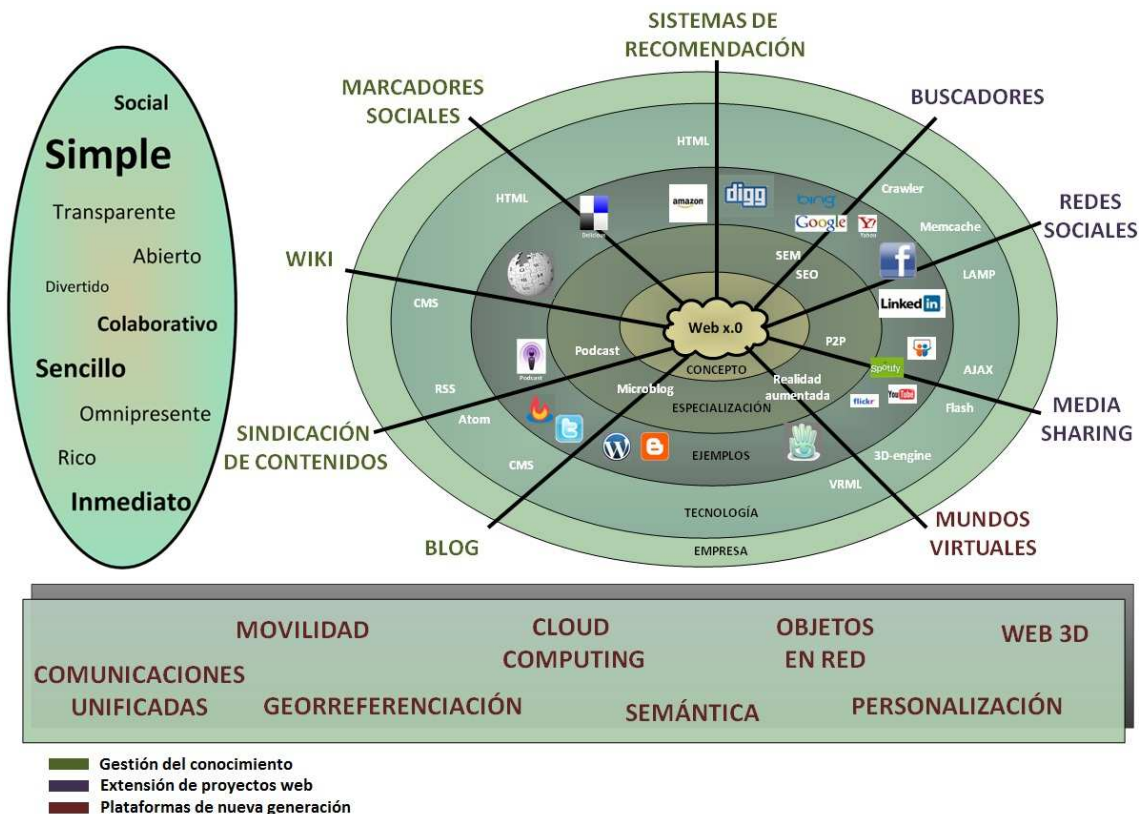 SISTEMAS DE
RECOMENDACIÓN
MARCADORES
SOCIALES
BUSCADORES
REDES
SOCIALES
MEDIA
SHARING
MUNDOS
VIRTUALES
BLOG
SINDICACIÓN
DE CONTENIDOS
WIKI
Social
Simple
Transparente
Abierto
Divertido
Colaborativo
Sencillo
Omnipresente
Rico
Inmediato
HTML
HTML
Crawler
Memcache
LAMP
AJAX
Flash
3D-engine
VRML
CMS
Atom
RSS
CMS
amazon
digg
bing
Google
Y!
Yahoo
f
Linked in
Spotify
flickr
YouTube
Podcast
W
SEM
SEO
P2P
Realidad
aumentada
Microblog
Podcast
Web x.0
CONCEPTO
ESPECIALIZACIÓN
EJEMPLOS
TECNOLOGÍA
EMPRESA
MOVILIDAD
CLOUD
COMPUTING
OBJETOS
EN RED
WEB 3D
COMUNICACIONES
UNIFICADAS
GEORREFERENCIACIÓN
SEMÁNTICA
PERSONALIZACIÓN
Gestión del conocimiento
Extensión de proyectos web
Plataformas de nueva generación